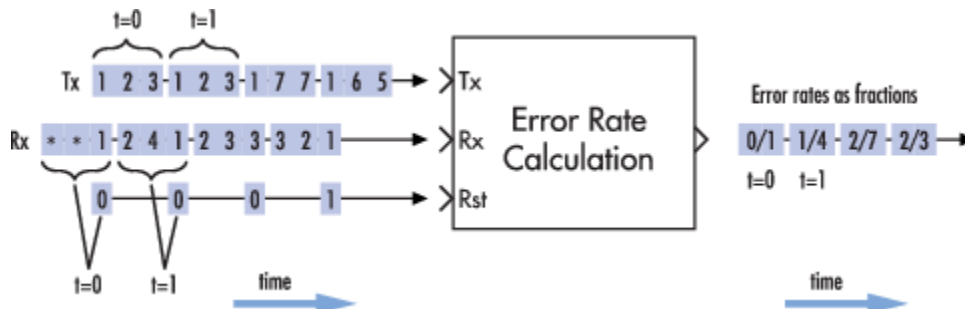 t=0 t=1
Tx 1 2 3 1 2 3 1 7 7 1 6 5
Rx * * 1 2 4 1 2 3 3 3 2 1
0 0 0 1
t=0 t=1
time
Tx
Rx
Rst
Error Rate
Calculation
Error rates as fractions
0/1 1/4 2/7 2/3
t=0 t=1
time